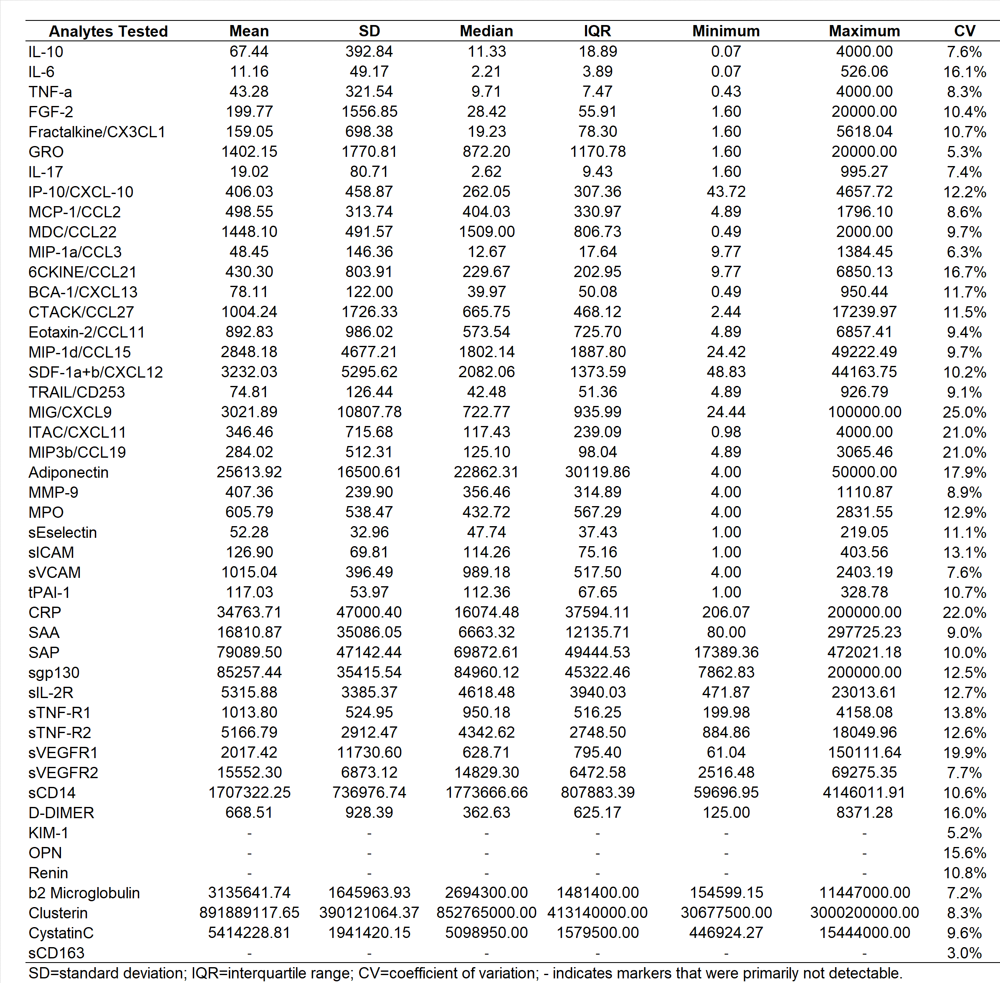 Analytes Tested Mean SD Median IQR Minimum Maximum CV
IL-10 67.44 392.84 11.33 18.89 0.07 4000.00 7.6%
IL-6 11.16 49.17 2.21 3.89 0.07 526.06 16.1%
TNF-a 43.28 321.54 9.71 7.47 0.43 4000.00 8.3%
FGF-2 199.77 1556.85 28.42 55.91 1.60 20000.00 10.4%
Fractalkine/CX3CL1 159.05 698.38 19.23 78.30 1.60 5618.04 10.7%
GRO 1402.15 1770.81 872.20 1170.78 1.60 20000.00 5.3%
IL-17 19.02 80.71 2.62 9.43 1.60 995.27 7.4%
IP-10/CXCL-10 406.03 458.87 262.05 307.36 43.72 4657.72 12.2%
MCP-1/CCL2 498.55 313.74 404.03 330.97 4.89 1796.10 8.6%
MDC/CCL22 1448.10 491.57 1509.00 806.73 0.49 2000.00 9.7%
MIP-1a/CCL3 48.45 146.36 12.67 17.64 9.77 1384.45 6.3%
6CKINE/CCL21 430.30 803.91 229.67 202.95 9.77 6850.13 16.7%
BCA-1/CXCL13 78.11 122.00 39.97 50.08 0.49 950.44 11.7%
CTACK/CCL27 1004.24 1726.33 665.75 468.12 2.44 17239.97 11.5%
Eotaxin-2/CCL11 892.83 986.02 573.54 725.70 4.89 6857.41 9.4%
MIP-1d/CCL15 2848.18 4677.21 1802.14 1887.80 24.42 49222.49 9.7%
SDF-1a+b/CXCL12 3232.03 5295.62 2082.06 1373.59 48.83 44163.75 10.2%
TRAIL/CD253 74.81 126.44 42.48 51.36 4.89 926.79 9.1%
MIG/CXCL9 3021.89 10807.78 722.77 935.99 24.44 100000.00 25.0%
ITAC/CXCL11 346.46 715.68 117.43 239.09 0.98 4000.00 21.0%
MIP3b/CCL19 284.02 512.31 125.10 98.04 4.89 3065.46 21.0%
Adiponectin 25613.92 16500.61 22862.31 30119.86 4.00 50000.00 17.9%
MMP-9 407.36 239.90 356.46 314.89 4.00 1110.87 8.9%
MPO 605.79 538.47 432.72 567.29 4.00 2831.55 12.9%
sEselectin 52.28 32.96 47.74 37.43 1.00 219.05 11.1%
sICAM 126.90 69.81 114.26 75.16 1.00 403.56 13.1%
sVCAM 1015.04 396.49 989.18 517.50 4.00 2403.19 7.6%
tPAI-1 117.03 53.97 112.36 67.65 1.00 328.78 10.7%
CRP 34763.71 47000.40 16074.48 37594.11 206.07 200000.00 22.0%
SAA 16810.87 35086.05 6663.32 12135.71 80.00 297725.23 9.0%
SAP 79089.50 47142.44 69872.61 49444.53 17389.36 472021.18 10.0%
sgp130 85257.44 35415.54 84960.12 45322.46 7862.83 200000.00 12.5%
sIL-2R 5315.88 3385.37 4618.48 3940.03 471.87 23013.61 12.7%
sTNF-R1 1013.80 524.95 950.18 516.25 199.98 4158.08 13.8%
sTNF-R2 5166.79 2912.47 4342.62 2748.50 884.86 18049.96 12.6%
sVEGFR1 2017.42 11730.60 628.71 795.40 61.04 150111.64 19.9%
sVEGFR2 15552.30 6873.12 14829.30 6472.58 2516.48 69275.35 7.7%
sCD14 1707322.25 736976.74 1773666.66 807883.39 59696.95 4146011.91 10.6%
D-DIMER 668.51 928.39 362.63 625.17 125.00 8371.28 16.0%
KIM-1 - - - - - - 5.2%
OPN - - - - - - 15.6%
Renin - - - - - - 10.8%
b2 Microglobulin 3135641.74 1645963.93 2694300.00 1481400.00 154599.15 11447000.00 7.2%
Clusterin 891889117.65 390121064.37 852765000.00 413140000.00 30677500.00 3000200000.00 8.3%
CystatinC 5414228.81 1941420.15 5098950.00 1579500.00 446924.27 15444000.00 9.6%
sCD163 - - - - - - 3.0%
SD=standard deviation; IQR=interquartile range; CV=coefficient of variation; - indicates markers that were primarily not detectable.